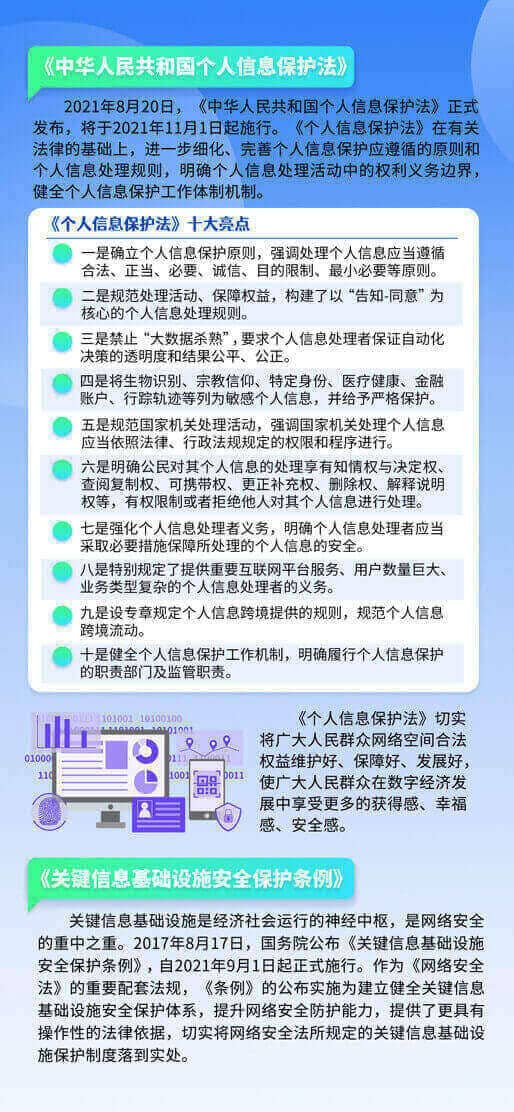 《中华人民共和国个人信息保护法》
2021年8月20日，《中华人民共和国个人信息保护法》正式
发布，将于2021年11月1日起施行。《个人信息保护法》在有关
法律的基础上，进一步细化、完善个人信息保护应遵循的原则和
个人信息处理规则，明确个人信息处理活动中的权利义务边界，
健全个人信息保护工作体制机制。
《个人信息保护法》十大亮点
一是确立个人信息保护原则，强调处理个人信息应当遵循
合法、正当、必要、诚信、目的限制、最小必要等原则。
二是规范处理活动、保障权益，构建了以“告知-同意”为
核心的个人信息处理规则。
三是禁止“大数据杀熟”，要求个人信息处理者保证自动化
决策的透明度和结果公平、公正。
四是将生物识别、宗教信仰、特定身份、医疗健康、金融
账户、行踪轨迹等列为敏感个人信息，并给予严格保护。
五是规范国家机关处理活动，强调国家机关处理个人信息
应当依照法律、行政法规规定的权限和程序进行。
六是明确公民对其个人信息的处理享有知情权与决定权、
查阅复制权、可携带权、更正补充权、删除权、解释说明
权等，有权限制或者拒绝他人对其个人信息进行处理。
七是强化个人信息处理者义务，明确个人信息处理者应当
采取必要措施保障所处理的个人信息的安全。
八是特别规定了提供重要互联网平台服务、用户数量巨大、
业务类型复杂的个人信息处理者的义务。
九是设专章规定个人信息跨境提供的规则，规范个人信息
跨境流动。
十是健全个人信息保护工作机制，明确履行个人信息保护
的职责部门及监管职责。
《个人信息保护法》切实
将广大人民群众网络空间合法
权益维护好、保障好、发展好，
使广大人民群众在数字经济发
展中享受更多的获得感、幸福
感、安全感。
《关键信息基础设施安全保护条例》
关键信息基础设施是经济社会运行的神经中枢，是网络安全
的重中之重。2017年8月17日，国务院公布《关键信息基础设施
安全保护条例》，自2021年9月1日起正式施行。作为《网络安全
法》的重要配套法规，《条例》的公布实施为建立健全关键信息
基础设施安全保护体系，提升网络安全防护能力，提供了更具有
操作性的法律依据，切实将网络安全法所规定的关键信息基础设
施保护制度落到实处。